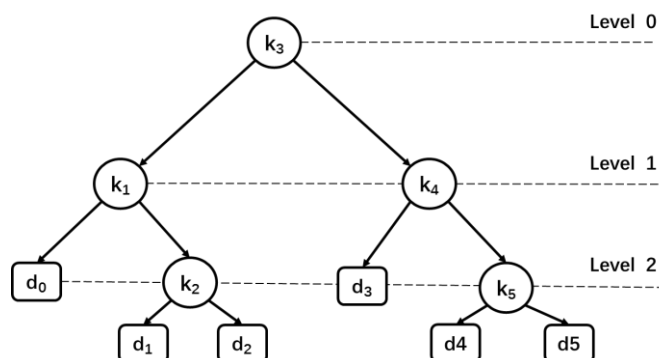 Level 0
k₃
Level 1
k₁ k₄
Level 2
d₀ k₂ d₃ k₅
d₁ d₂ d4 d5